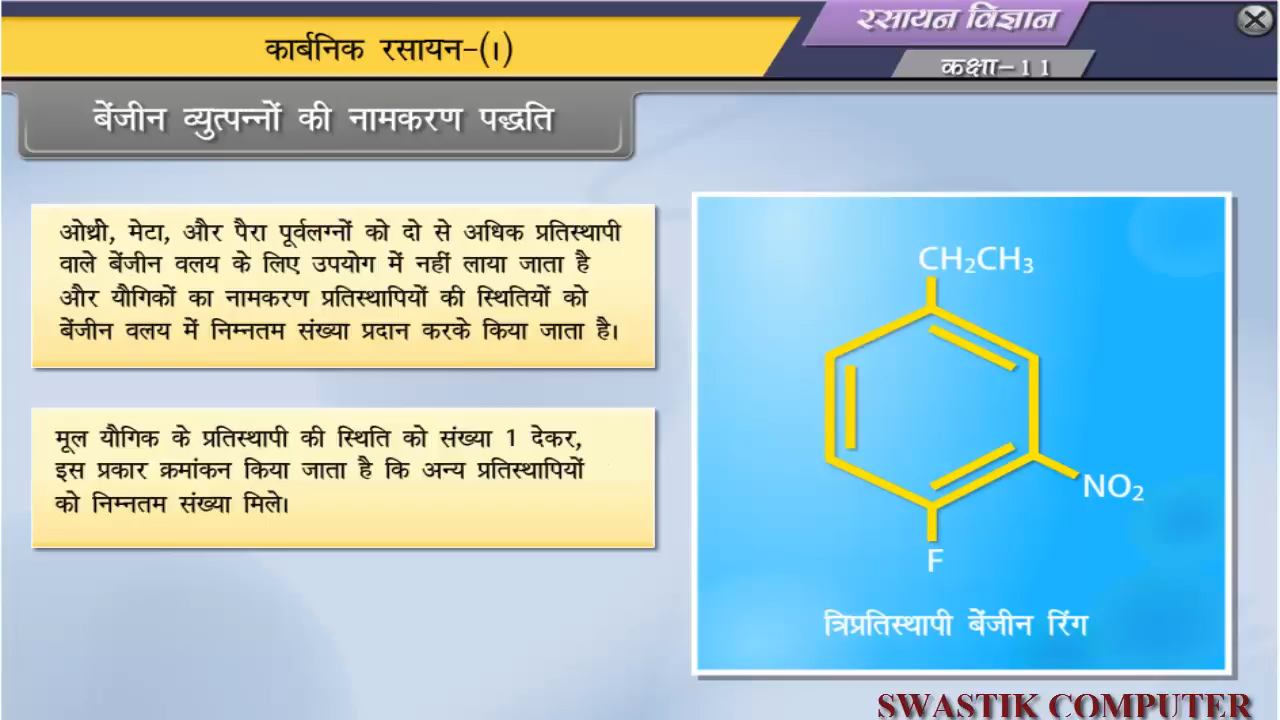 रसायन विज्ञान
कार्बनिक रसायन-(I)
कक्षा-11
बेंजीन व्युत्पन्नों की नामकरण पद्धति
ओथ्री, मेटा, और पैरा पूर्वलग्नों को दो से अधिक प्रतिस्थापी
वाले बेंजीन वलय के लिए उपयोग में नहीं लाया जाता है
और यौगिकों का नामकरण प्रतिस्थापियों की स्थितियों को
बेंजीन वलय में निम्नतम संख्या प्रदान करके किया जाता है।
मूल यौगिक के प्रतिस्थापी की स्थिति को संख्या 1 देकर,
इस प्रकार क्रमांकन किया जाता है कि अन्य प्रतिस्थापियों
को निम्नतम संख्या मिले।
CH₂CH₃
NO₂
F
त्रिप्रतिस्थापी बेंजीन रिंग
SWASTIK COMPUTER